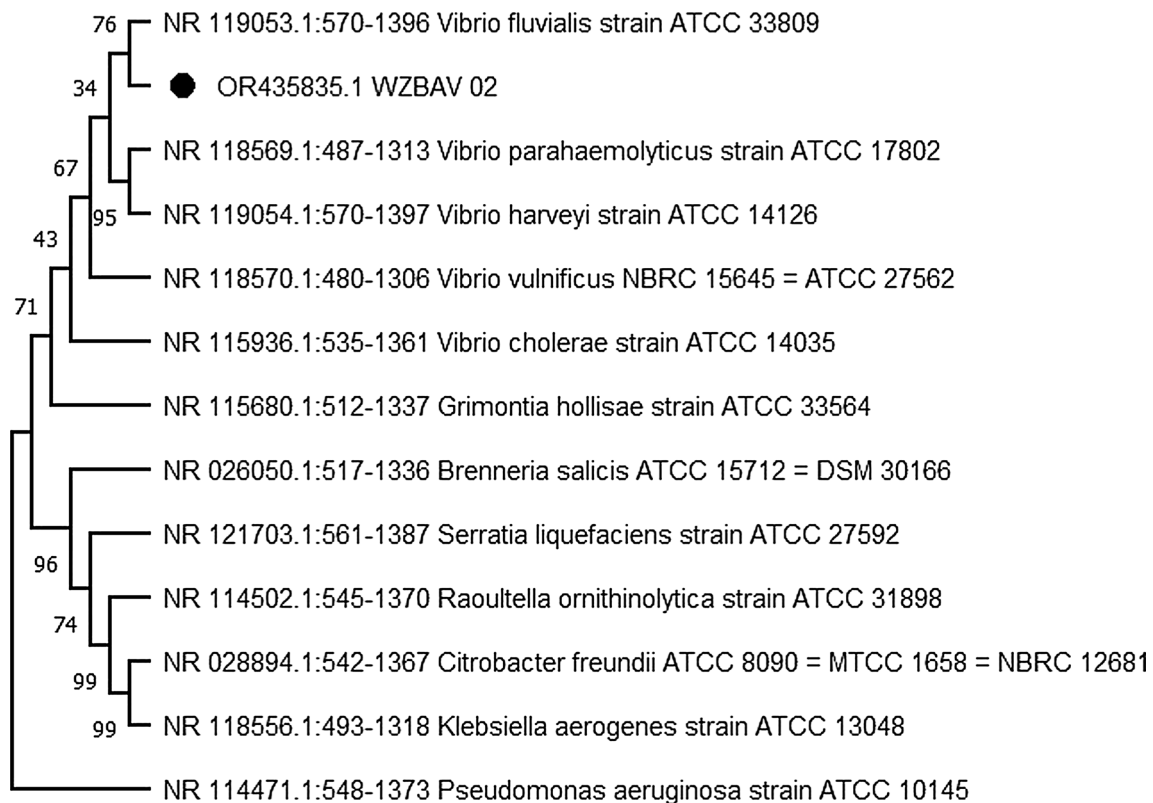 76
NR 119053.1:570-1396 Vibrio fluvialis strain ATCC 33809
34
OR435835.1 WZBAV 02
NR 118569.1:487-1313 Vibrio parahaemolyticus strain ATCC 17802
67
95
NR 119054.1:570-1397 Vibrio harveyi strain ATCC 14126
43
NR 118570.1:480-1306 Vibrio vulnificus NBRC 15645 = ATCC 27562
71
NR 115936.1:535-1361 Vibrio cholerae strain ATCC 14035
NR 115680.1:512-1337 Grimontia hollisae strain ATCC 33564
NR 026050.1:517-1336 Brenneria salicis ATCC 15712 = DSM 30166
NR 121703.1:561-1387 Serratia liquefaciens strain ATCC 27592
96
NR 114502.1:545-1370 Raoultella ornithinolytica strain ATCC 31898
74
NR 028894.1:542-1367 Citrobacter freundii ATCC 8090 = MTCC 1658 = NBRC 12681
99
NR 118556.1:493-1318 Klebsiella aerogenes strain ATCC 13048
99
NR 114471.1:548-1373 Pseudomonas aeruginosa strain ATCC 10145